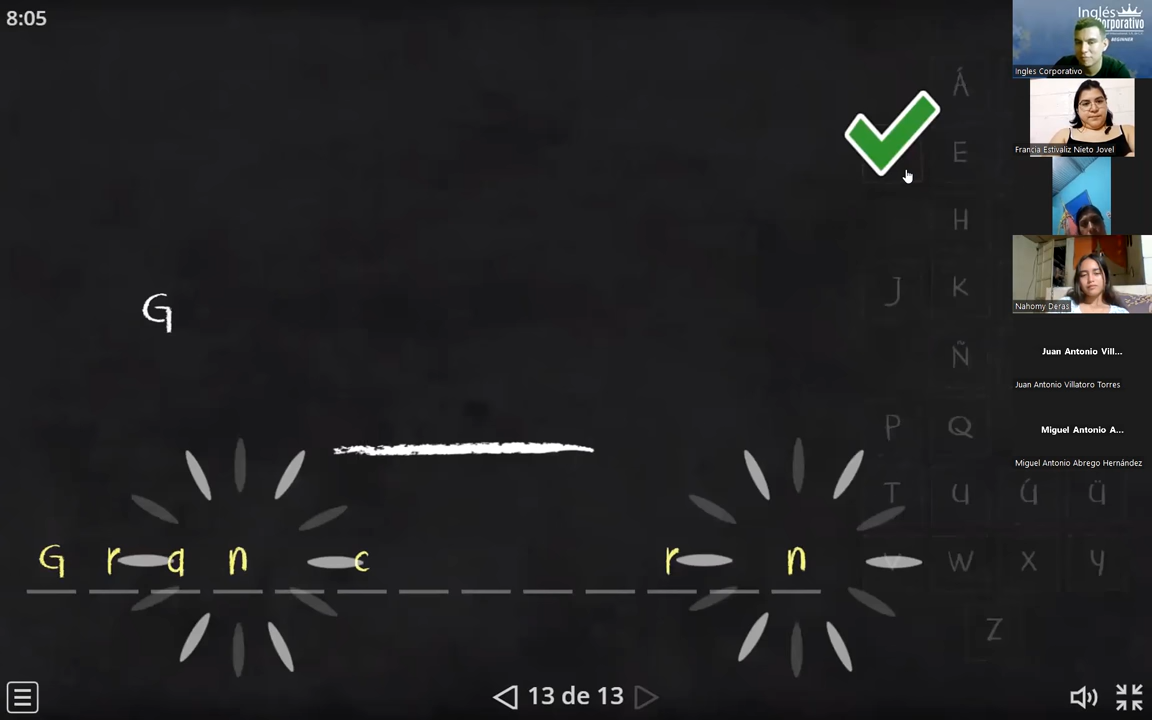 8:05
Inglés
Corporativo
BEGINNER
Ingles Corporativo
Á
E
Francia Estivaliz Nieto Jovel
H
J K
Nahomy Deras
G
Juan Antonio Vill...
Ñ
Juan Antonio Villatoro Torres
P Q
Miguel Antonio A...
Miguel Antonio Abrego Hernández
T U Ú Ü
G r a n c r n
V W X Y
Z
13 de 13